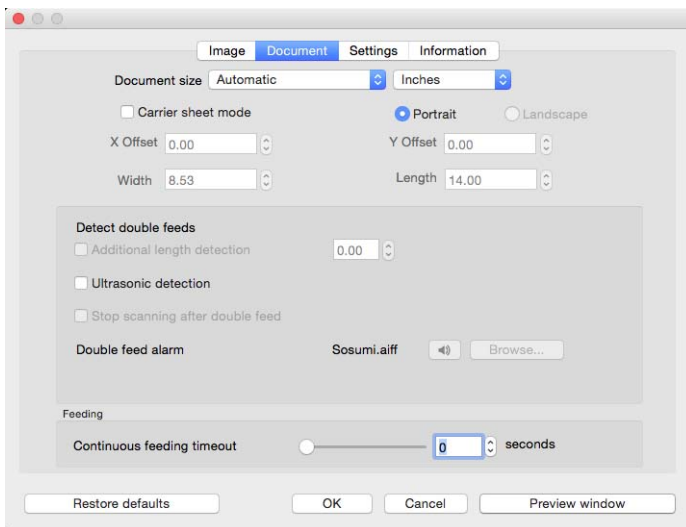 Image Document Settings Information
Document size Automatic Inches
Carrier sheet mode Portrait Landscape
X Offset 0.00 Y Offset 0.00
Width 8.53 Length 14.00
Detect double feeds
Additional length detection 0.00
Ultrasonic detection
Stop scanning after double feed
Double feed alarm Sosumi.aiff Browse...
Feeding
Continuous feeding timeout 0 seconds
Restore defaults OK Cancel Preview window